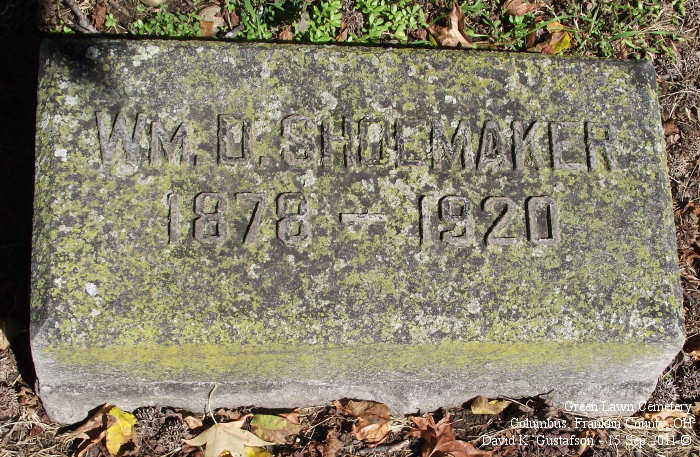 WM. D. SHOEMAKER
1878 – 1920
Green Lawn Cemetery
Columbus, Franklin County, OH
David K. Gustafson - 15 Sep 2011 ©